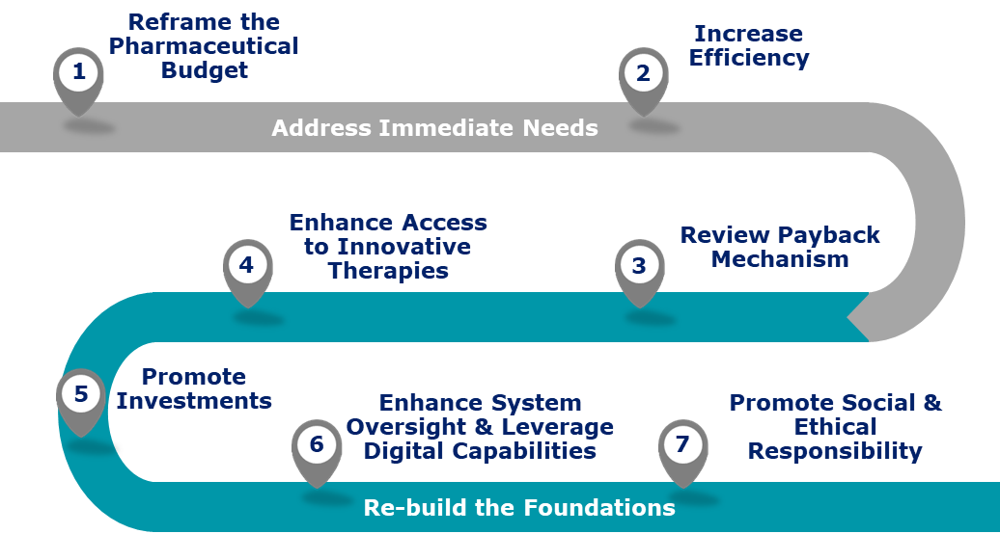 Reframe the
Pharmaceutical
Budget
1
Increase
Efficiency
2
Address Immediate Needs
Review Payback
Mechanism
3
Enhance Access
to Innovative
Therapies
4
Promote
Investments
5
Enhance System
Oversight & Leverage
Digital Capabilities
6
Promote Social &
Ethical
Responsibility
7
Re-build the Foundations